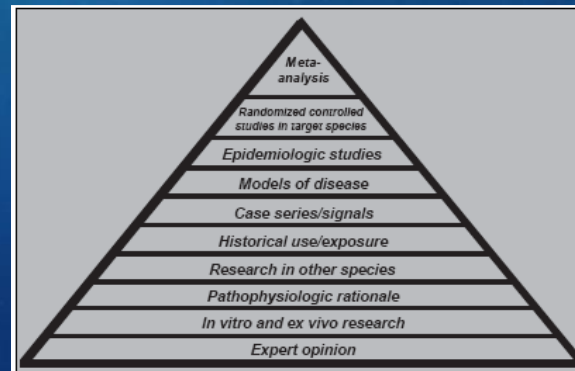 Meta-
analysis
Randomized controlled
studies in target species
Epidemiologic studies
Models of disease
Case series/signals
Historical use/exposure
Research in other species
Pathophysiologic rationale
In vitro and ex vivo research
Expert opinion